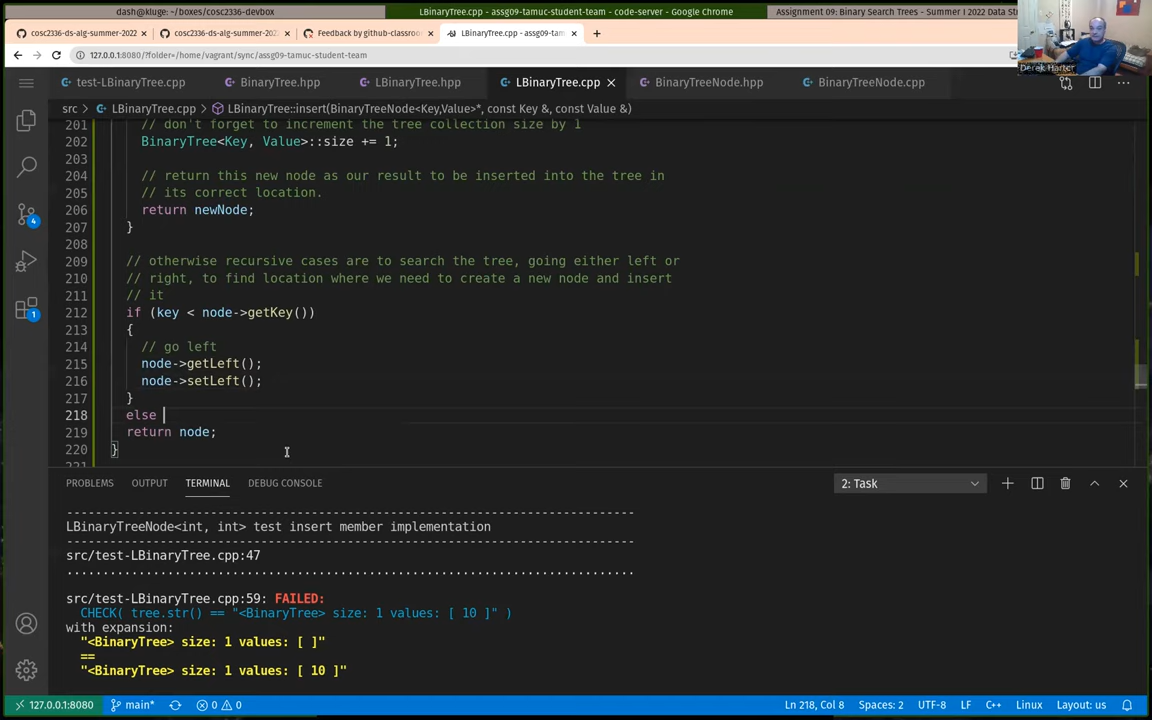 dash@kluge: ~/boxes/cosc2336-devbox
LBinaryTree.cpp - assg09-tamuc-student-team - code-server - Google Chrome
Assignment 09: Binary Search Trees - Summer I 2022 Data St
cosc2336-ds-alg-summer-2022
cosc2336-ds-alg-summer-202
Feedback by github-classroo
LBinaryTree.cpp - assg09-tam
127.0.0.1:8080/?folder=/home/vagrant/sync/assg09-tamuc-student-team
Derek Harter
test-LBinaryTree.cpp
BinaryTree.hpp
LBinaryTree.hpp
LBinaryTree.cpp
BinaryTreeNode.hpp
BinaryTreeNode.cpp
src > LBinaryTree.cpp > LBinaryTree::insert(BinaryTreeNode<Key,Value>*, const Key &, const Value &)
201 // don't forget to increment the tree collection size by 1
202 BinaryTree<Key, Value>::size += 1;
203
204 // return this new node as our result to be inserted into the tree in
205 // its correct location.
206 return newNode;
207 }
208
209 // otherwise recursive cases are to search the tree, going either left or
210 // right, to find location where we need to create a new node and insert
211 // it
212 if (key < node->getKey())
213 {
214 // go left
215 node->getLeft();
216 node->setLeft();
217 }
218 else
219 return node;
220 }
221
4
1
PROBLEMS OUTPUT TERMINAL DEBUG CONSOLE
2: Task
-------------------------------------------------------------------------------
LBinaryTreeNode<int, int> test insert member implementation
-------------------------------------------------------------------------------
src/test-LBinaryTree.cpp:47
...............................................................................
src/test-LBinaryTree.cpp:59: FAILED:
CHECK( tree.str() == "<BinaryTree> size: 1 values: [ 10 ]" )
with expansion:
"<BinaryTree> size: 1 values: [ ]"
==
"<BinaryTree> size: 1 values: [ 10 ]"
127.0.0.1:8080
main*
0 0
Ln 218, Col 8
Spaces: 2
UTF-8
LF
C++
Linux
Layout: us